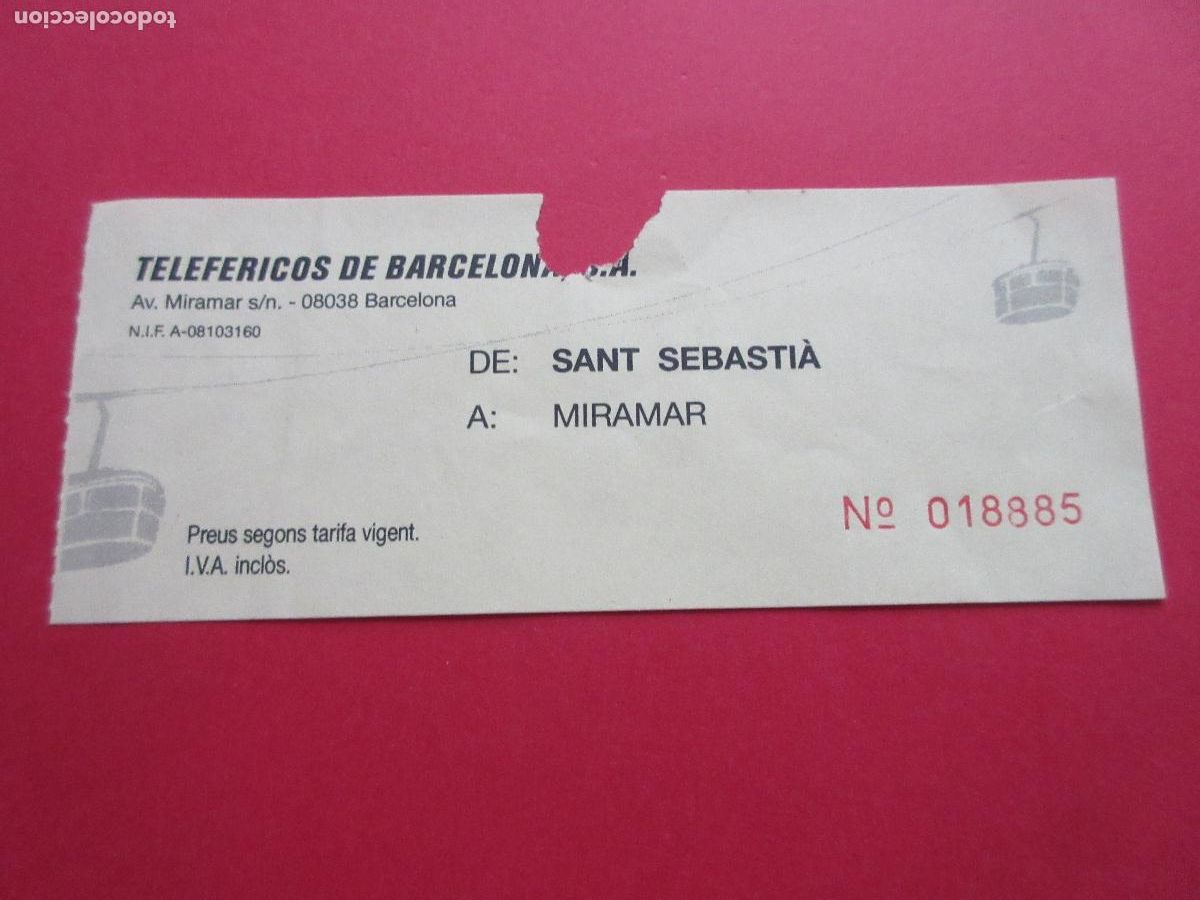 todocoleccion
TELEFERICOS DE BARCELONA, S.A.
Av. Miramar s/n. - 08038 Barcelona
N.I.F. A-08103160
DE: SANT SEBASTIÀ
A: MIRAMAR
Nº 018885
Preus segons tarifa vigent.
I.V.A. inclòs.